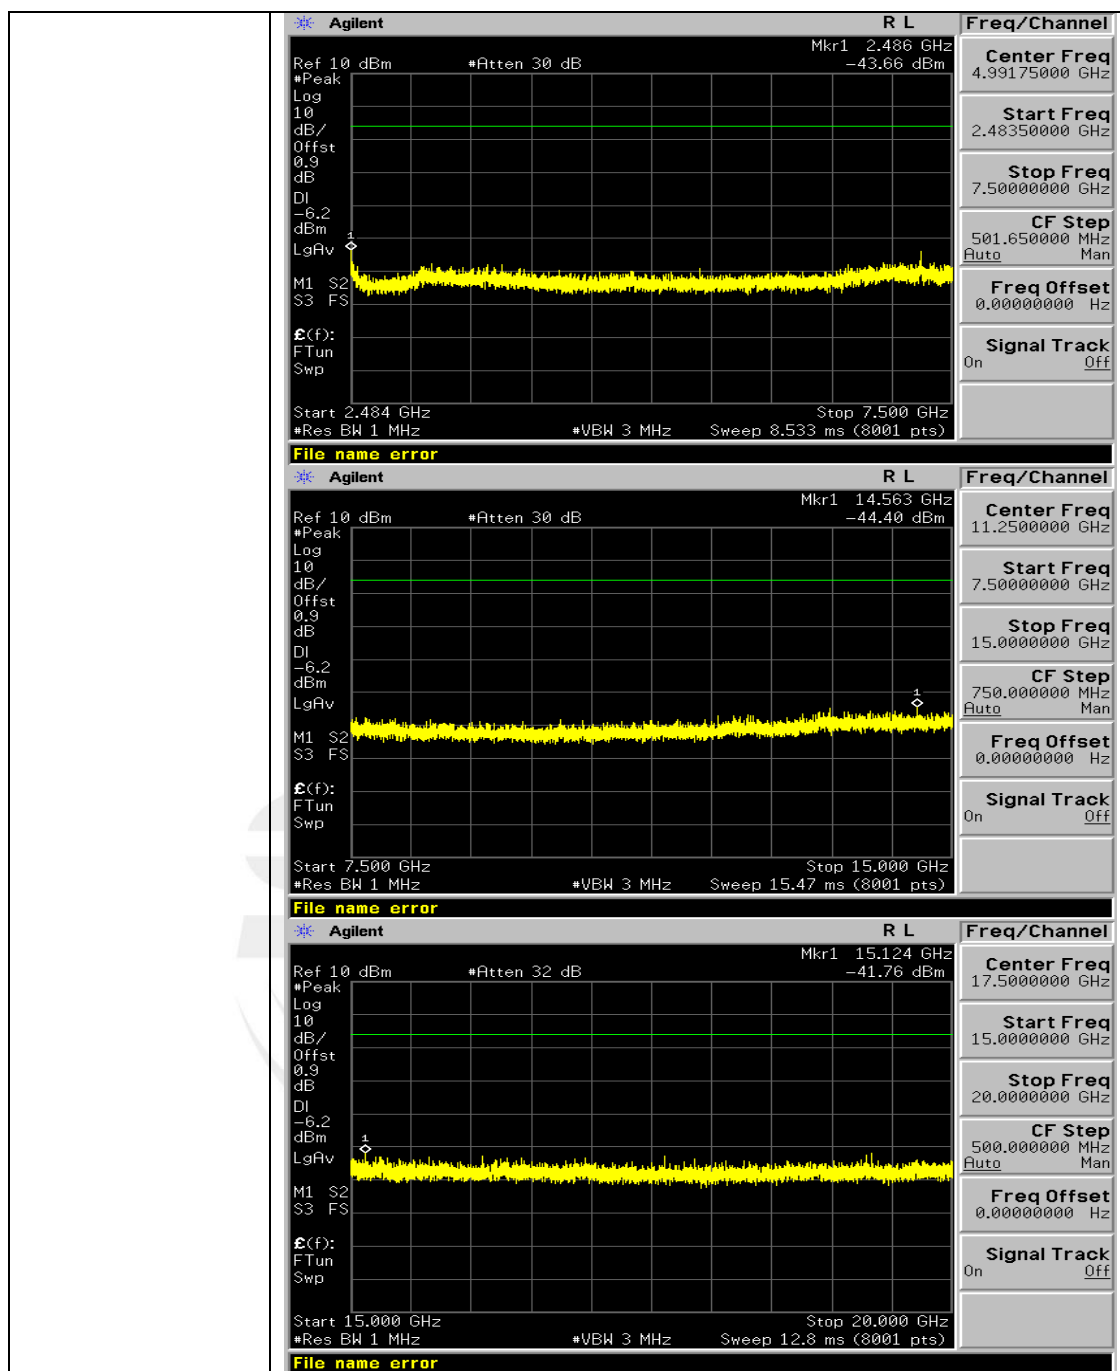 Agilent R L Freq/Channel
Mkr1 2.486 GHz
Ref 10 dBm #Atten 30 dB -43.66 dBm
#Peak
Log
10
dB/
Offst
0.9
dB
DI
-6.2
dBm
LgAv
1
M1 S2
S3 FS
£(f):
FTun
Swp
Start 2.484 GHz Stop 7.500 GHz
#Res BW 1 MHz #VBW 3 MHz Sweep 8.533 ms (8001 pts)
Center Freq
4.99175000 GHz
Start Freq
2.48350000 GHz
Stop Freq
7.50000000 GHz
CF Step
501.650000 MHz
Auto Man
Freq Offset
0.00000000 Hz
Signal Track
On Off
File name error
Agilent R L Freq/Channel
Mkr1 14.563 GHz
Ref 10 dBm #Atten 30 dB -44.40 dBm
#Peak
Log
10
dB/
Offst
0.9
dB
DI
-6.2
dBm
LgAv
1
M1 S2
S3 FS
£(f):
FTun
Swp
Start 7.500 GHz Stop 15.000 GHz
#Res BW 1 MHz #VBW 3 MHz Sweep 15.47 ms (8001 pts)
Center Freq
11.2500000 GHz
Start Freq
7.50000000 GHz
Stop Freq
15.0000000 GHz
CF Step
750.000000 MHz
Auto Man
Freq Offset
0.00000000 Hz
Signal Track
On Off
File name error
Agilent R L Freq/Channel
Mkr1 15.124 GHz
Ref 10 dBm #Atten 32 dB -41.76 dBm
#Peak
Log
10
dB/
Offst
0.9
dB
DI
-6.2
dBm
LgAv
1
M1 S2
S3 FS
£(f):
FTun
Swp
Start 15.000 GHz Stop 20.000 GHz
#Res BW 1 MHz #VBW 3 MHz Sweep 12.8 ms (8001 pts)
Center Freq
17.5000000 GHz
Start Freq
15.0000000 GHz
Stop Freq
20.0000000 GHz
CF Step
500.000000 MHz
Auto Man
Freq Offset
0.00000000 Hz
Signal Track
On Off
File name error